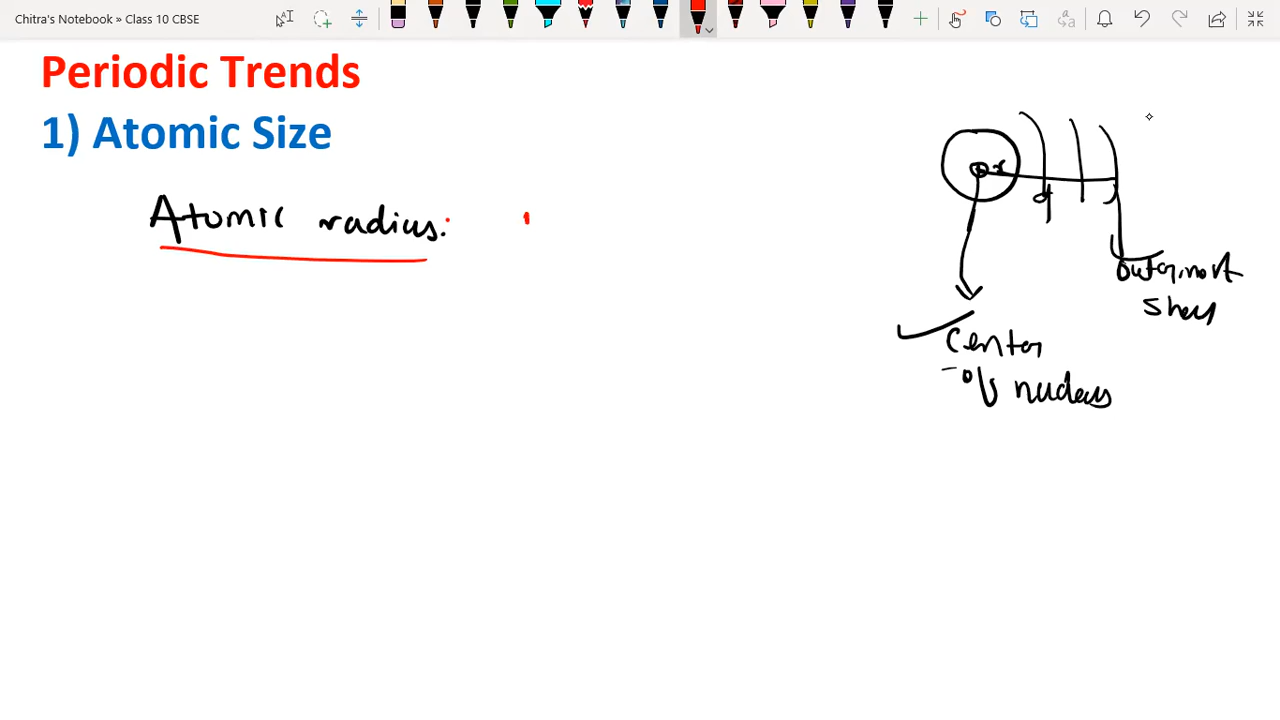 Chitra's Notebook » Class 10 CBSE
Periodic Trends
1) Atomic Size
Atomic radius:
Outermost
Shell
Center
of nucleus